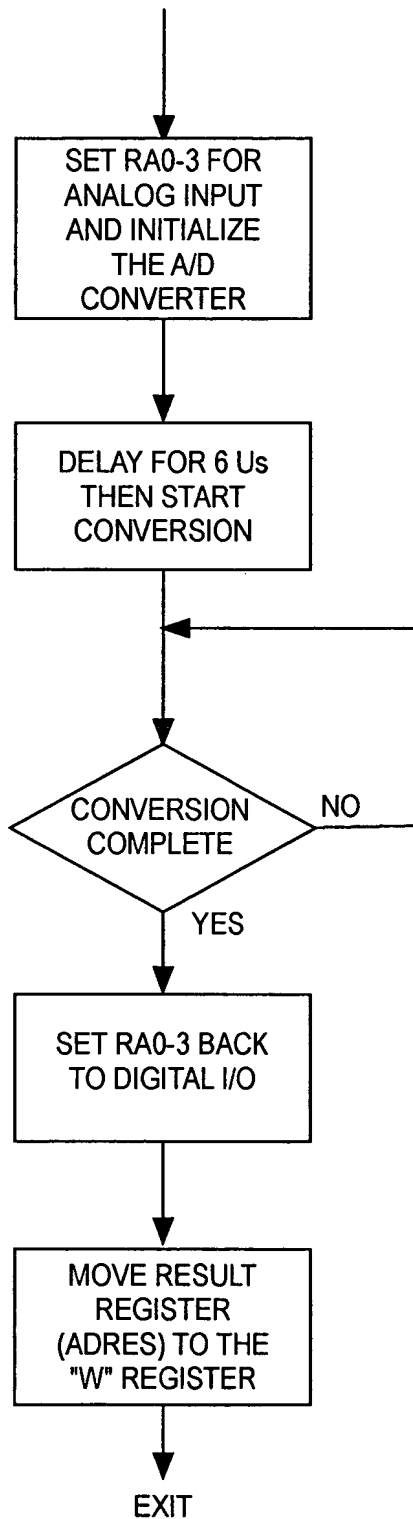 SET RA0-3 FOR
ANALOG INPUT
AND INITIALIZE
THE A/D
CONVERTER
DELAY FOR 6 Us
THEN START
CONVERSION
CONVERSION
COMPLETE
NO
YES
SET RA0-3 BACK
TO DIGITAL I/O
MOVE RESULT
REGISTER
(ADRES) TO THE
"W" REGISTER
EXIT